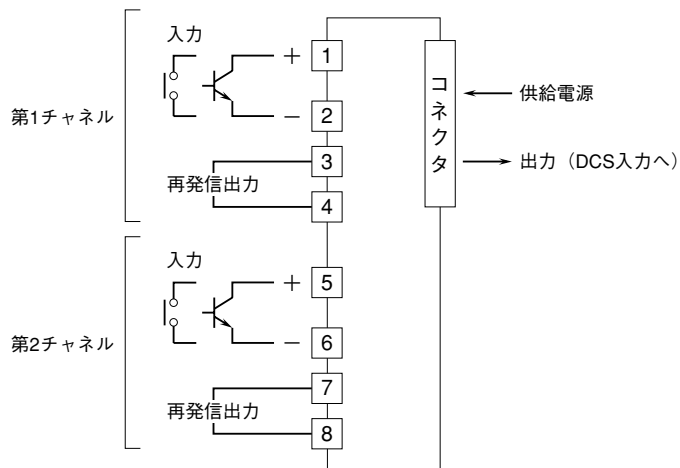 入力
+ 1
- 2
第1チャネル
3
再発信出力
4
コネクタ
供給電源
出力（DCS入力へ）
入力
+ 5
- 6
第2チャネル
7
再発信出力
8